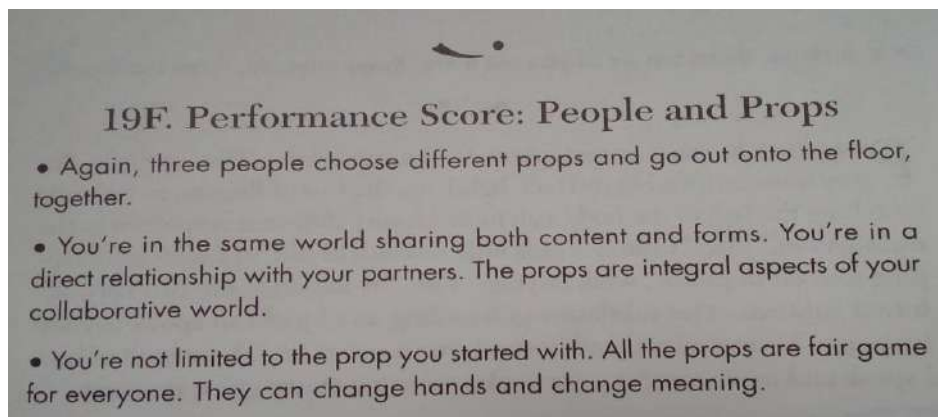 19F. Performance Score: People and Props
• Again, three people choose different props and go out onto the floor,
together.
• You're in the same world sharing both content and forms. You're in a
direct relationship with your partners. The props are integral aspects of your
collaborative world.
• You're not limited to the prop you started with. All the props are fair game
for everyone. They can change hands and change meaning.